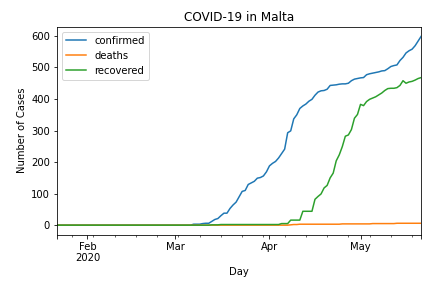 COVID-19 in Malta
confirmed
deaths
recovered
Number of Cases
600
500
400
300
200
100
0
Feb
2020
Mar
Apr
May
Day